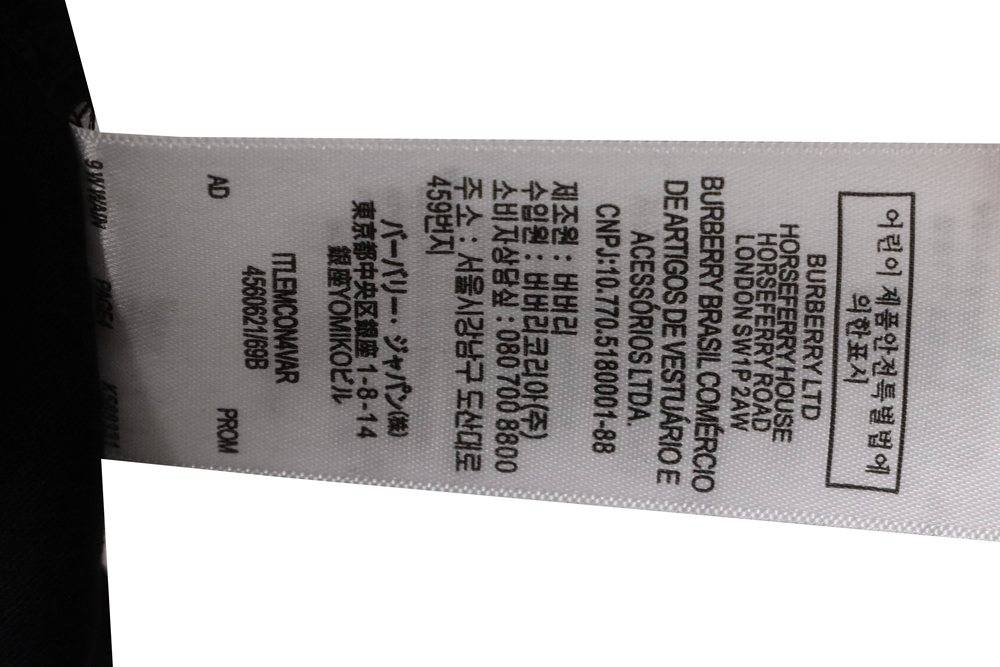 어린이 제품안전특별법에
의한표시
BURBERRY LTD
HORSEFERRY HOUSE
HORSEFERRY ROAD
LONDON SW1P 2AW
BURBERRY BRASIL COMÉRCIO
DE ARTIGOS DE VESTUÁRIO E
ACESSÓRIOS LTDA.
CNPJ:10.770.5180001-88
제조원 : 버버리
수입원 : 버버리코리아(주)
소비자상담실 : 080 700 8800
주소 : 서울시강남구 도산대로
459번지
バーバリー・ジャパン㈱
東京都中央区銀座 1-8-14
銀座YOMIKOビル
ITLEMCONAVAR
4560621/69B
AD PROM